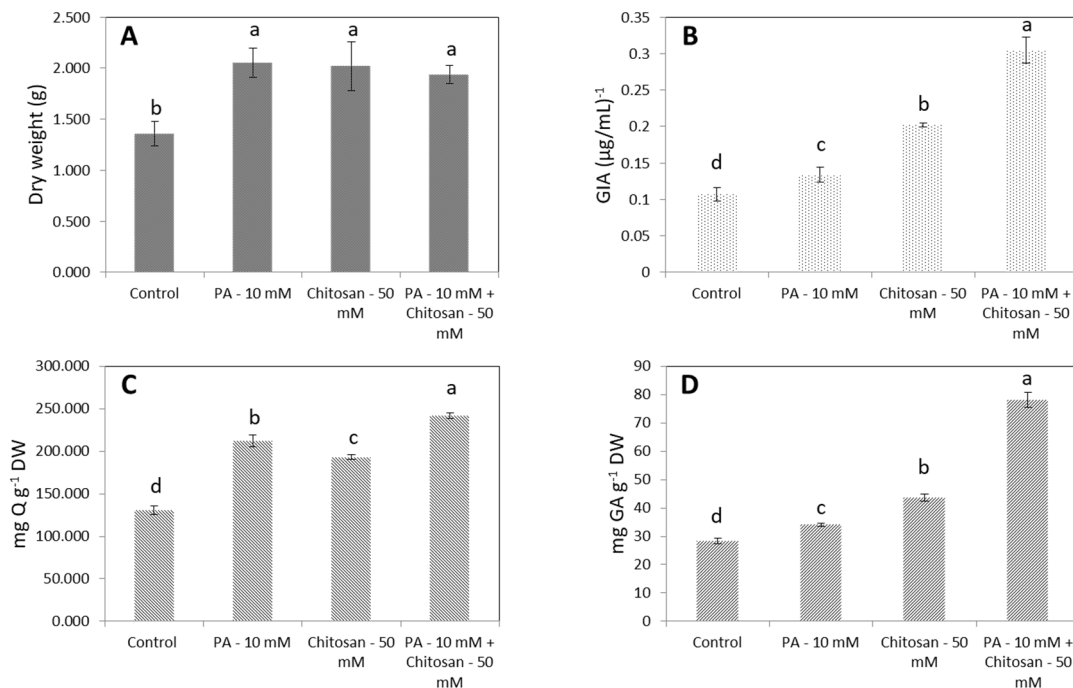 A
Dry weight (g)
2.500
2.000
1.500
1.000
0.500
0.000
b
a
a
a
Control
PA - 10 mM
Chitosan - 50
mM
PA - 10 mM +
Chitosan - 50
mM
B
GIA (µg/mL)⁻¹
0.35
0.3
0.25
0.2
0.15
0.1
0.05
0
d
c
b
a
Control
PA - 10 mM
Chitosan - 50
mM
PA - 10 mM +
Chitosan - 50
mM
C
mg Q g⁻¹ DW
300.000
250.000
200.000
150.000
100.000
50.000
0.000
d
b
c
a
Control
PA - 10 mM
Chitosan - 50
mM
PA - 10 mM +
Chitosan - 50
mM
D
mg GA g⁻¹ DW
90
80
70
60
50
40
30
20
10
0
d
c
b
a
Control
PA - 10 mM
Chitosan - 50
mM
PA - 10 mM +
Chitosan - 50
mM